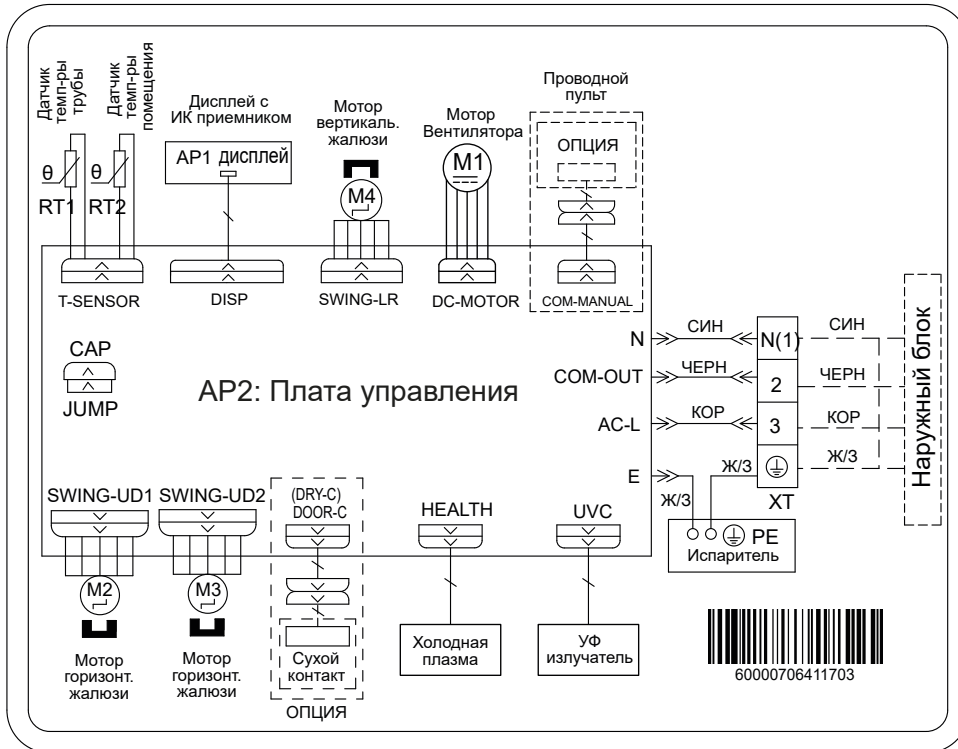 Датчик
темп-ры
трубы
Датчик
темп-ры
помещения
Дисплей с
ИК приемником
Мотор
вертикаль.
жалюзи
Мотор
Вентилятора
Проводной
пульт
θ
RT1
θ
RT2
AP1 дисплей
M4
M1
ОПЦИЯ
T-SENSOR
DISP
SWING-LR
DC-MOTOR
COM-MANUAL
CAP
JUMP
AP2: Плата управления
N
СИН
N(1)
СИН
COM-OUT
ЧЕРН
2
ЧЕРН
AC-L
КОР
3
КОР
E
Ж/З
Ж/З
Ж/З
XT
Наружный блок
PE
Испаритель
SWING-UD1
SWING-UD2
(DRY-C)
DOOR-C
HEALTH
UVC
M2
M3
Мотор
горизонт.
жалюзи
Мотор
горизонт.
жалюзи
Сухой
контакт
ОПЦИЯ
Холодная
плазма
УФ
излучатель
60000706411703